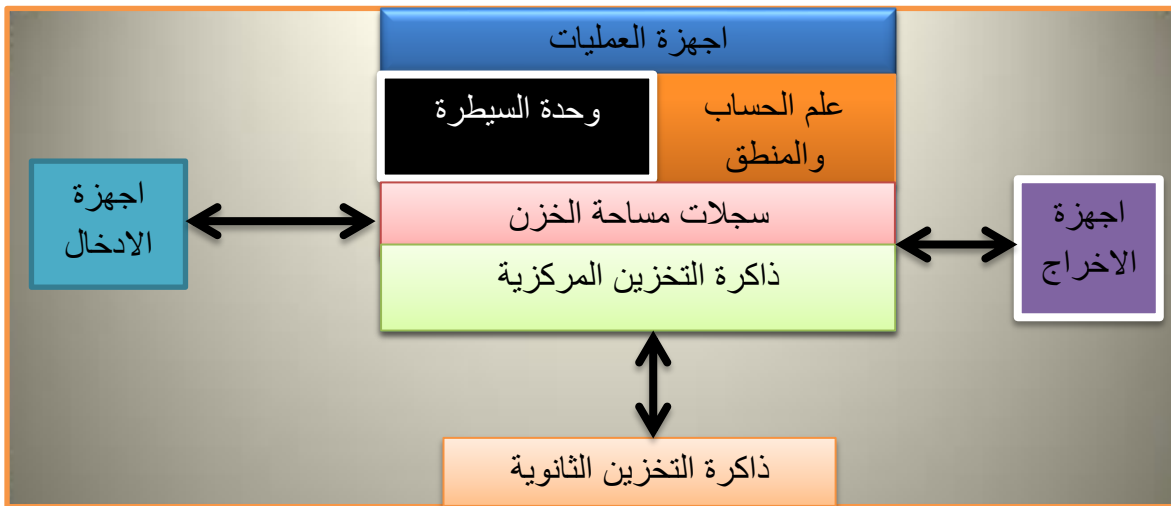 اجهزة العمليات
وحدة السيطرة
علم الحساب
والمنطق
اجهزة
الادخال
سجلات مساحة الخزن
اجهزة
الاخراج
ذاكرة التخزين المركزية
ذاكرة التخزين الثانوية